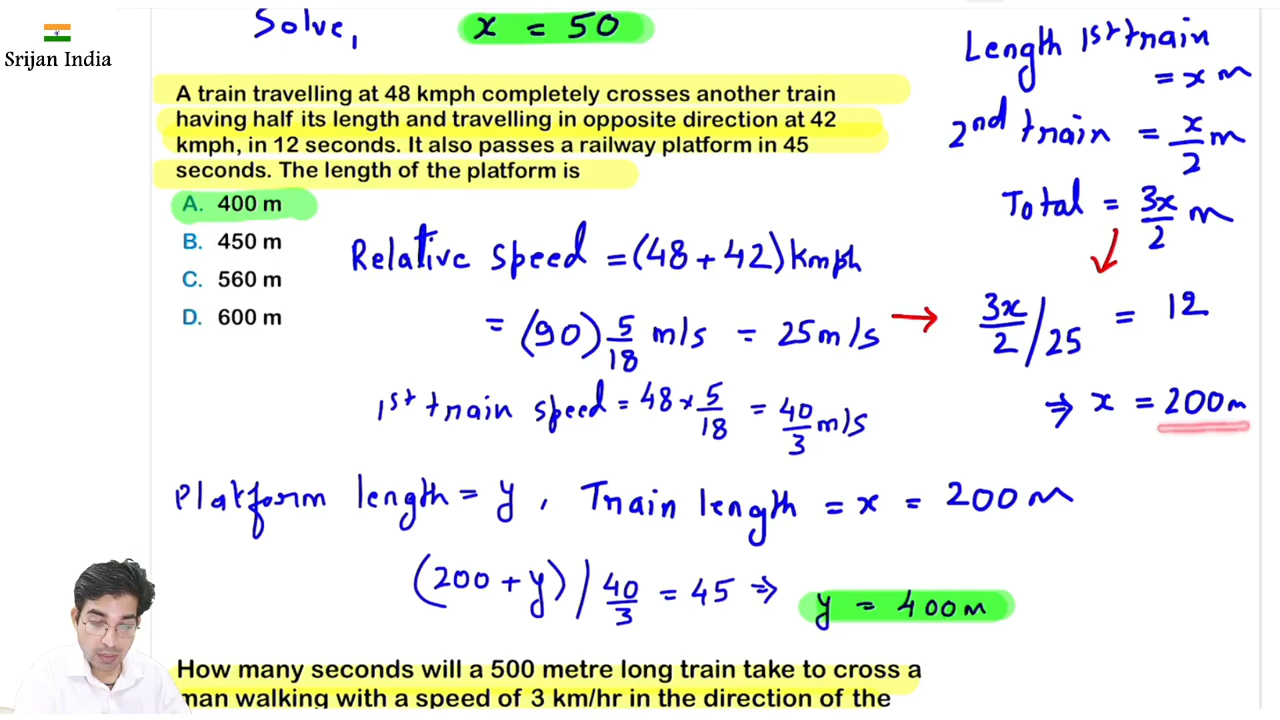 Srijan India
Solve, x = 50
A train travelling at 48 kmph completely crosses another train
having half its length and travelling in opposite direction at 42
kmph, in 12 seconds. It also passes a railway platform in 45
seconds. The length of the platform is
A. 400 m
B. 450 m
C. 560 m
D. 600 m
Length 1st train
= x m
2nd train = x/2 m
Total = 3x/2 m
Relative speed = (48 + 42) kmph
= (90) 5/18 m/s = 25 m/s → 3x/2 / 25 = 12
1st train speed = 48 × 5/18 = 40/3 m/s
⇒ x = 200m
Platform length = y, Train length = x = 200 m
(200 + y) / 40/3 = 45 ⇒ y = 400m
How many seconds will a 500 metre long train take to cross a
man walking with a speed of 3 km/hr in the direction of the